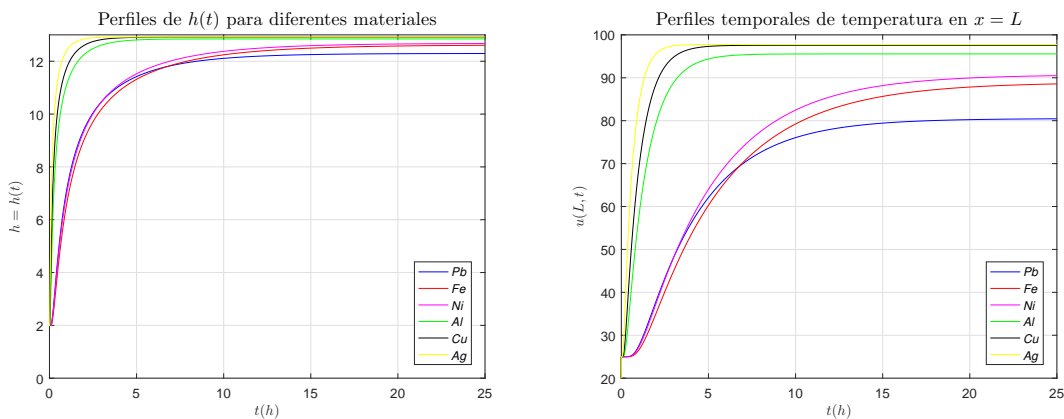 Perfiles de h(t) para diferentes materiales
h = h(t)
12
10
8
6
4
2
0
0 5 10 15 20 25
t(h)
Pb
Fe
Ni
Al
Cu
Ag
Perfiles temporales de temperatura en x = L
u(L, t)
100
90
80
70
60
50
40
30
20
0 5 10 15 20 25
t(h)
Pb
Fe
Ni
Al
Cu
Ag